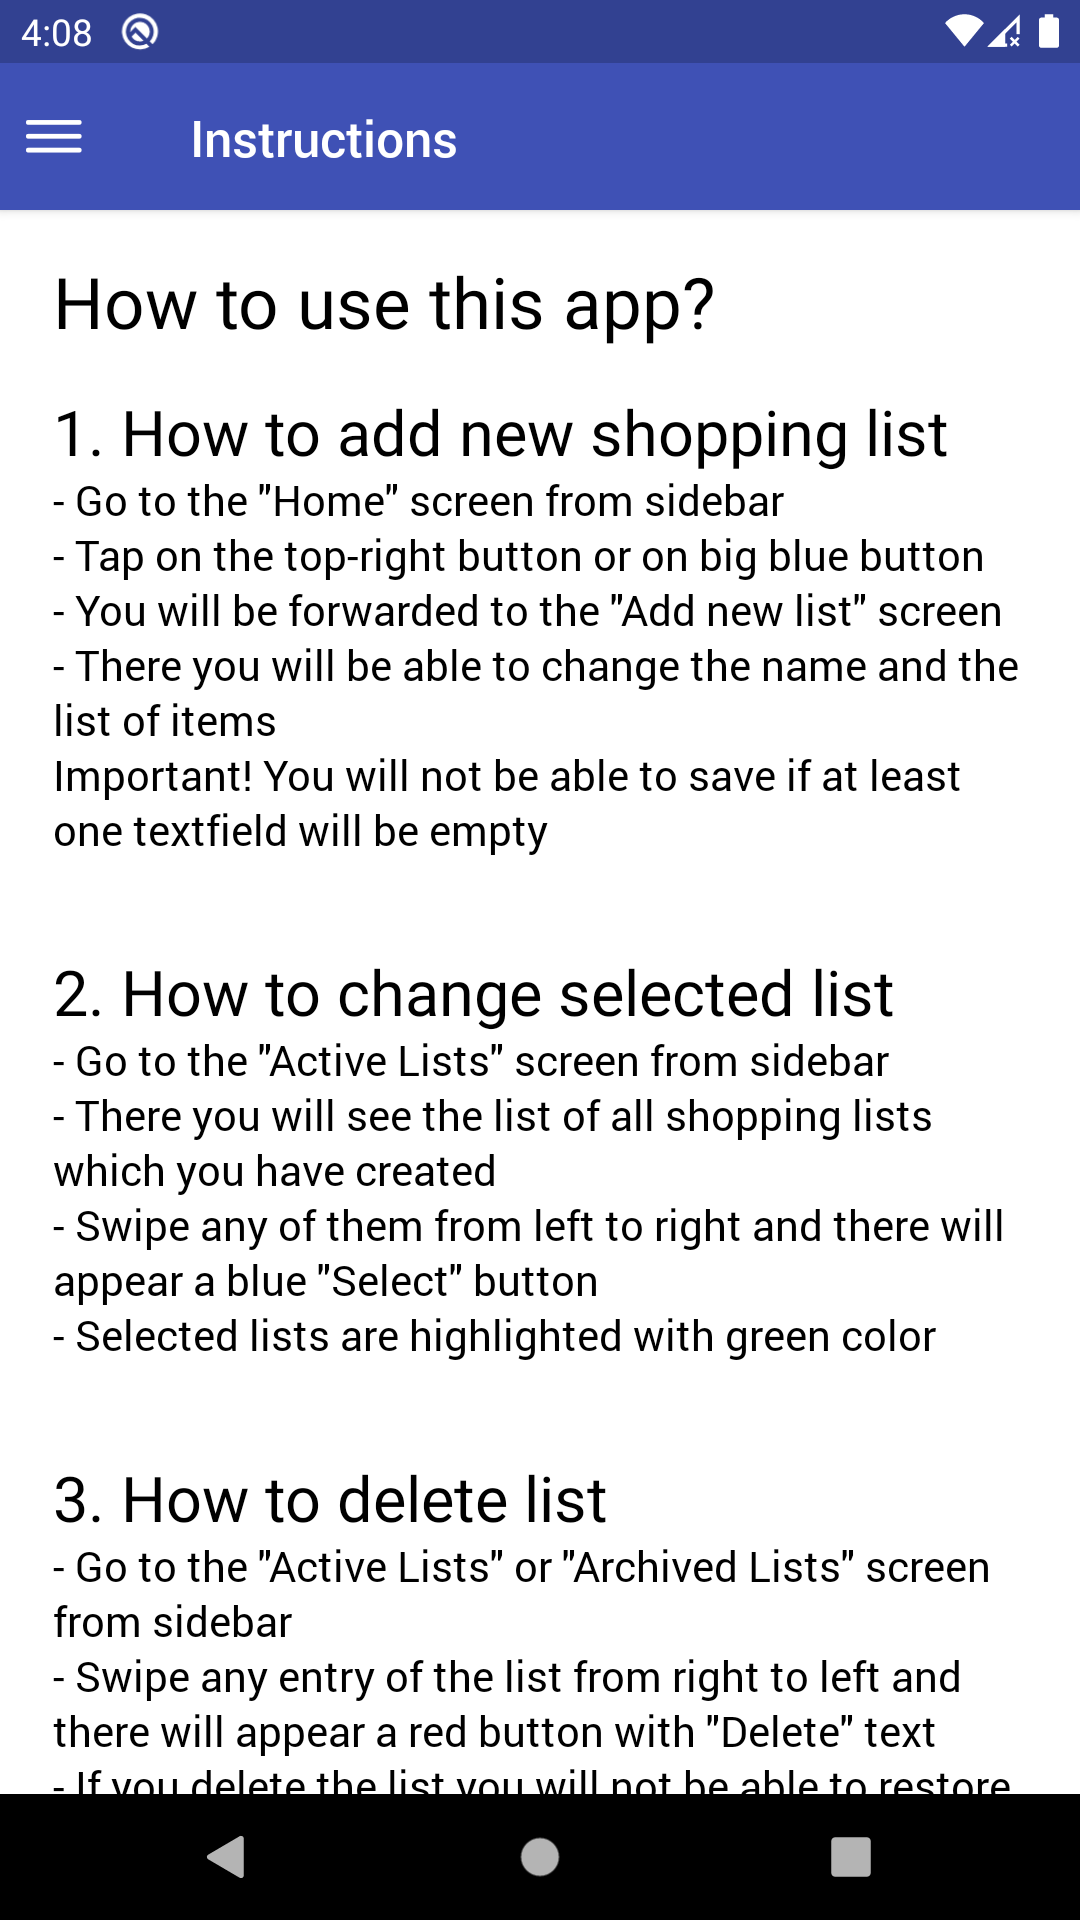 4:08
Instructions
How to use this app?
1. How to add new shopping list
- Go to the "Home" screen from sidebar
- Tap on the top-right button or on big blue button
- You will be forwarded to the "Add new list" screen
- There you will be able to change the name and the
list of items
Important! You will not be able to save if at least
one textfield will be empty
2. How to change selected list
- Go to the "Active Lists" screen from sidebar
- There you will see the list of all shopping lists
which you have created
- Swipe any of them from left to right and there will
appear a blue "Select" button
- Selected lists are highlighted with green color
3. How to delete list
- Go to the "Active Lists" or "Archived Lists" screen
from sidebar
- Swipe any entry of the list from right to left and
there will appear a red button with "Delete" text
- If you delete the list you will not be able to restore